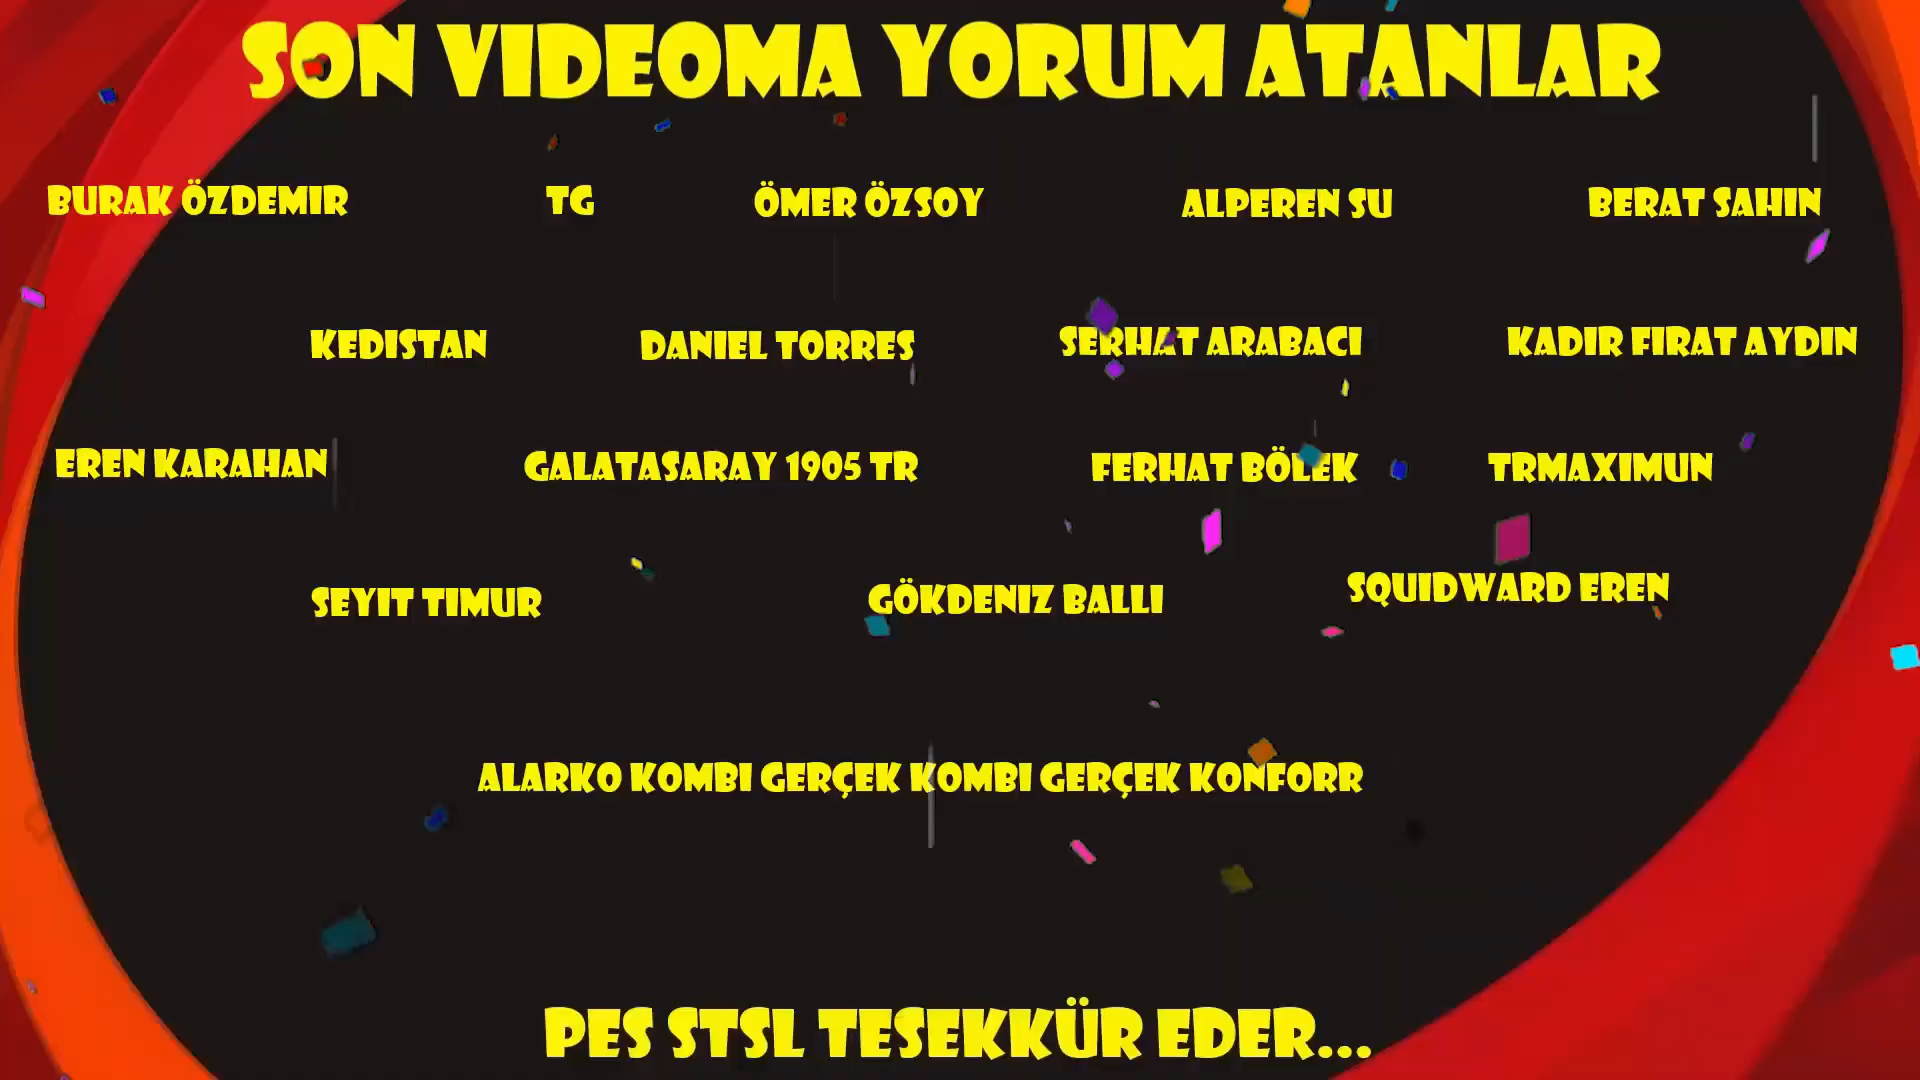 SON VIDEOMA YORUM ATANLAR
BURAK ÖZDEMIR TG ÖMER ÖZSOY ALPEREN SU BERAT SAHIN
KEDISTAN DANIEL TORRES SERHAT ARABACI KADIR FIRAT AYDIN
EREN KARAHAN GALATASARAY 1905 TR FERHAT BÖLEK TRMAXIMUN
SEYIT TIMUR GÖKDENIZ BALLI SQUIDWARD EREN
ALARKO KOMBI GERÇEK KOMBI GERÇEK KONFORR
PES STSL TESEKKÜR EDER...